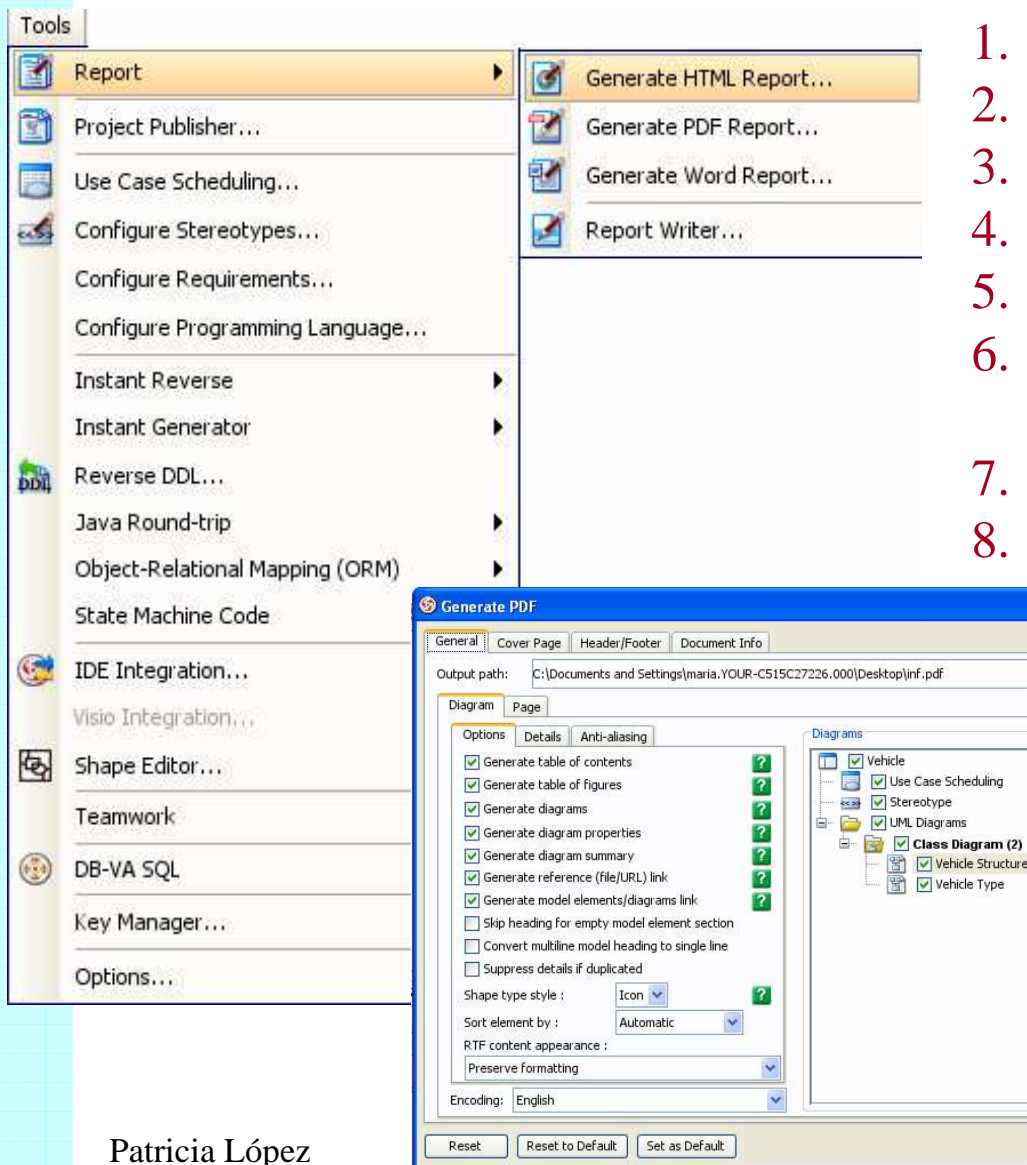 Tools
Report
Project Publisher...
Use Case Scheduling...
Configure Stereotypes...
Configure Requirements...
Configure Programming Language...
Instant Reverse
Instant Generator
Reverse DDL...
Java Round-trip
Object-Relational Mapping (ORM)
State Machine Code
IDE Integration...
Visio Integration...
Shape Editor...
Teamwork
DB-VA SQL
Key Manager...
Options...
Generate HTML Report...
Generate PDF Report...
Generate Word Report...
Report Writer...
1.
2.
3.
4.
5.
6.
7.
8.
Generate PDF
General Cover Page Header/Footer Document Info
Output path: C:\Documents and Settings\maria.YOUR-C515C27226.000\Desktop\inf.pdf
Diagram Page
Options Details Anti-aliasing
Generate table of contents
Generate table of figures
Generate diagrams
Generate diagram properties
Generate diagram summary
Generate reference (file/URL) link
Generate model elements/diagrams link
Skip heading for empty model element section
Convert multiline model heading to single line
Suppress details if duplicated
Shape type style : Icon
Sort element by : Automatic
RTF content appearance :
Preserve formatting
Encoding: English
Diagrams
Vehicle
Use Case Scheduling
Stereotype
UML Diagrams
Class Diagram (2)
Vehicle Structure
Vehicle Type
Reset Reset to Default Set as Default
Patricia López